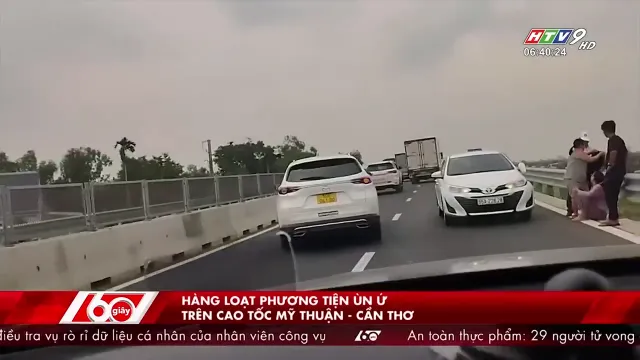 HTV9 HD
06:40:24
60 giây
HÀNG LOẠT PHƯƠNG TIỆN ÙN Ứ
TRÊN CAO TỐC MỸ THUẬN - CẦN THƠ
điều tra vụ rò rỉ dữ liệu cá nhân của nhân viên công vụ 60 An toàn thực phẩm: 29 người tử vong